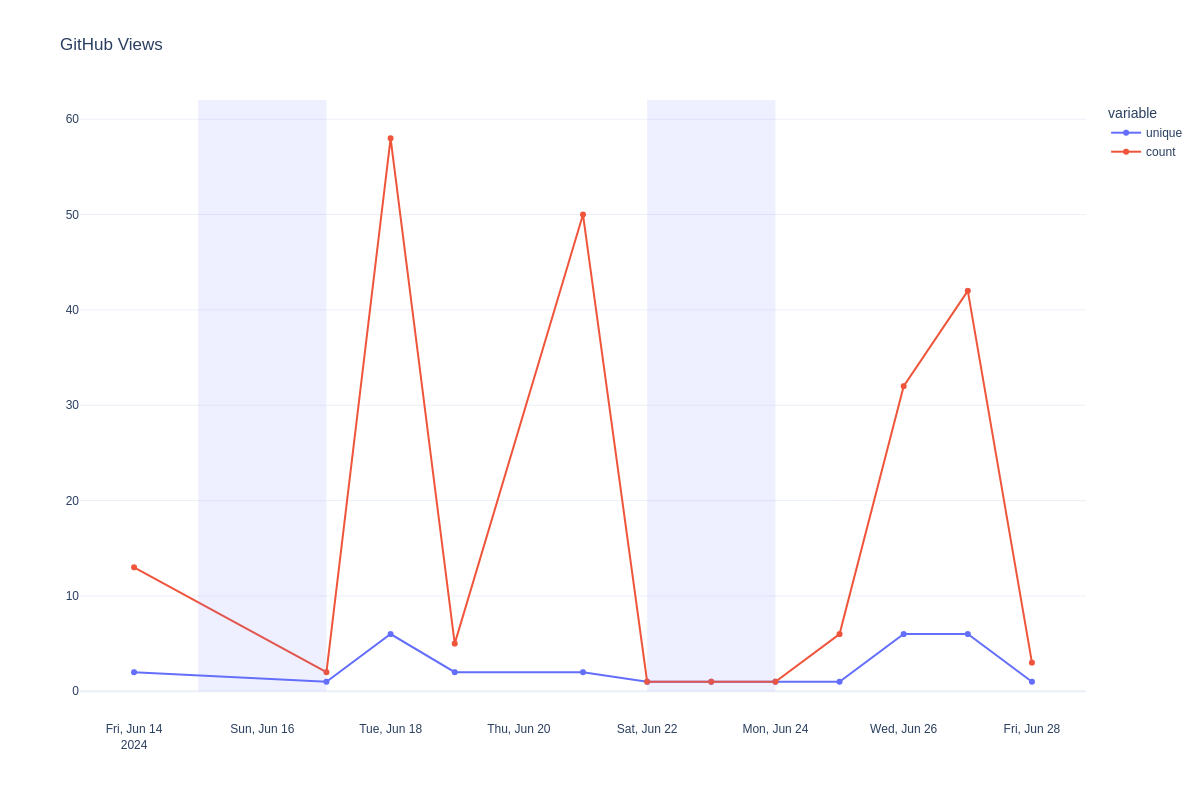 GitHub Views
variable
unique
count
60
50
40
30
20
10
0
Fri, Jun 14
2024
Sun, Jun 16
Tue, Jun 18
Thu, Jun 20
Sat, Jun 22
Mon, Jun 24
Wed, Jun 26
Fri, Jun 28